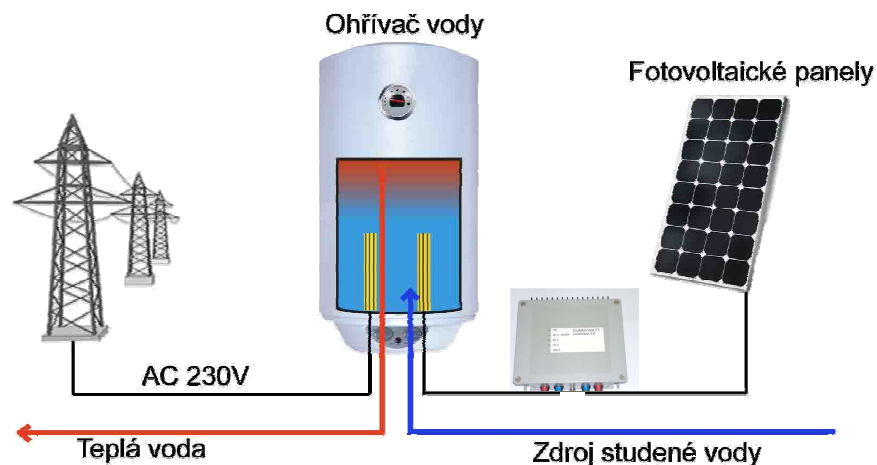 Ohřívač vody
Fotovoltaické panely
AC 230V
Teplá voda
Zdroj studené vody